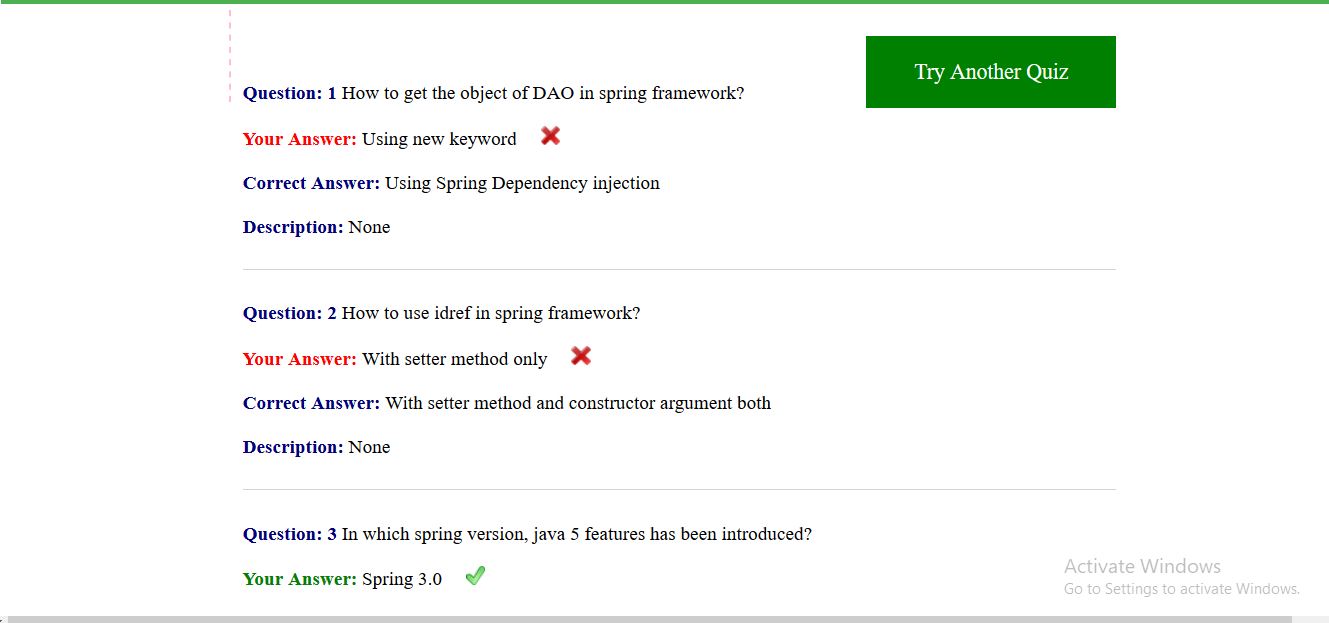 Try Another Quiz
Question: 1 How to get the object of DAO in spring framework?
Your Answer: Using new keyword
Correct Answer: Using Spring Dependency injection
Description: None
Question: 2 How to use idref in spring framework?
Your Answer: With setter method only
Correct Answer: With setter method and constructor argument both
Description: None
Question: 3 In which spring version, java 5 features has been introduced?
Your Answer: Spring 3.0
Activate Windows
Go to Settings to activate Windows.